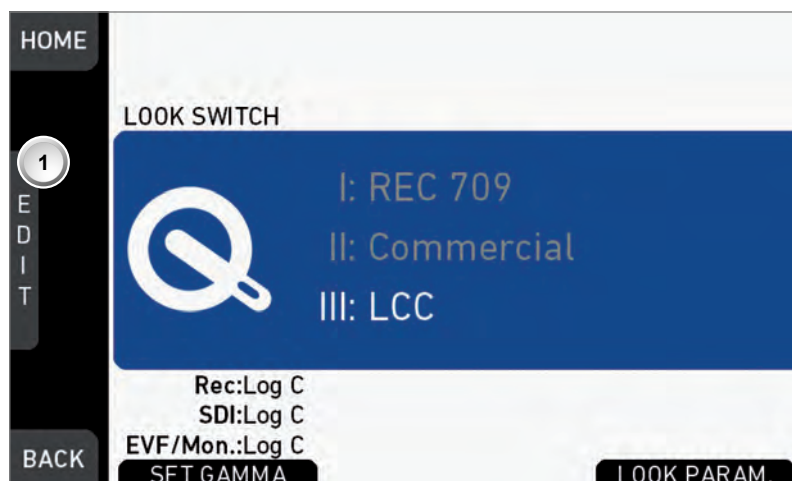 HOME
LOOK SWITCH
1
EDIT
I: REC 709
II: Commercial
III: LCC
Rec:Log C
SDI:Log C
EVF/Mon.:Log C
BACK
SET GAMMA
LOOK PARAM.